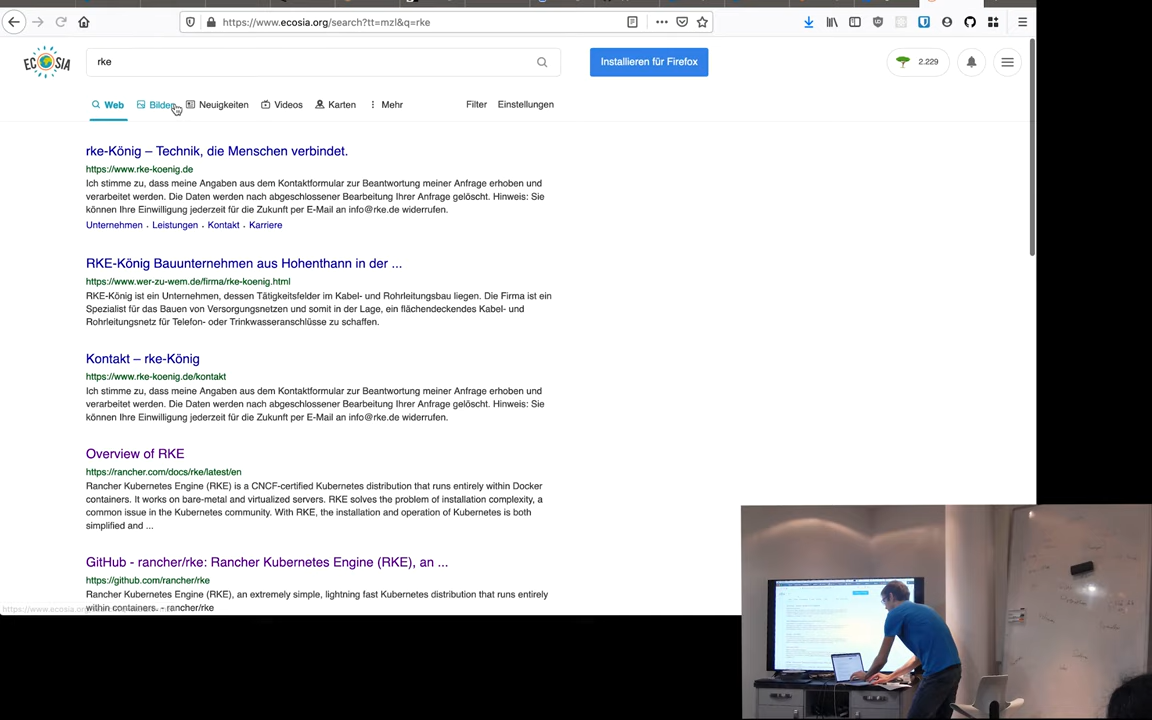 https://www.ecosia.org/search?tt=mzl&q=rke
ECOSIA
rke
Installieren für Firefox
2.229
Web
Bilder
Neuigkeiten
Videos
Karten
Mehr
Filter
Einstellungen
rke-König – Technik, die Menschen verbindet.
https://www.rke-koenig.de
Ich stimme zu, dass meine Angaben aus dem Kontaktformular zur Beantwortung meiner Anfrage erhoben und
verarbeitet werden. Die Daten werden nach abgeschlossener Bearbeitung Ihrer Anfrage gelöscht. Hinweis: Sie
können Ihre Einwilligung jederzeit für die Zukunft per E-Mail an info@rke.de widerrufen.
Unternehmen · Leistungen · Kontakt · Karriere
RKE-König Bauunternehmen aus Hohenthann in der ...
https://www.wer-zu-wem.de/firma/rke-koenig.html
RKE-König ist ein Unternehmen, dessen Tätigkeitsfelder im Kabel- und Rohrleitungsbau liegen. Die Firma ist ein
Spezialist für das Bauen von Versorgungsnetzen und somit in der Lage, ein flächendeckendes Kabel- und
Rohrleitungsnetz für Telefon- oder Trinkwasseranschlüsse zu schaffen.
Kontakt – rke-König
https://www.rke-koenig.de/kontakt
Ich stimme zu, dass meine Angaben aus dem Kontaktformular zur Beantwortung meiner Anfrage erhoben und
verarbeitet werden. Die Daten werden nach abgeschlossener Bearbeitung Ihrer Anfrage gelöscht. Hinweis: Sie
können Ihre Einwilligung jederzeit für die Zukunft per E-Mail an info@rke.de widerrufen.
Overview of RKE
https://rancher.com/docs/rke/latest/en
Rancher Kubernetes Engine (RKE) is a CNCF-certified Kubernetes distribution that runs entirely within Docker
containers. It works on bare-metal and virtualized servers. RKE solves the problem of installation complexity, a
common issue in the Kubernetes community. With RKE, the installation and operation of Kubernetes is both
simplified and ...
GitHub - rancher/rke: Rancher Kubernetes Engine (RKE), an ...
https://github.com/rancher/rke
Rancher Kubernetes Engine (RKE), an extremely simple, lightning fast Kubernetes distribution that runs entirely
within containers. - rancher/rke